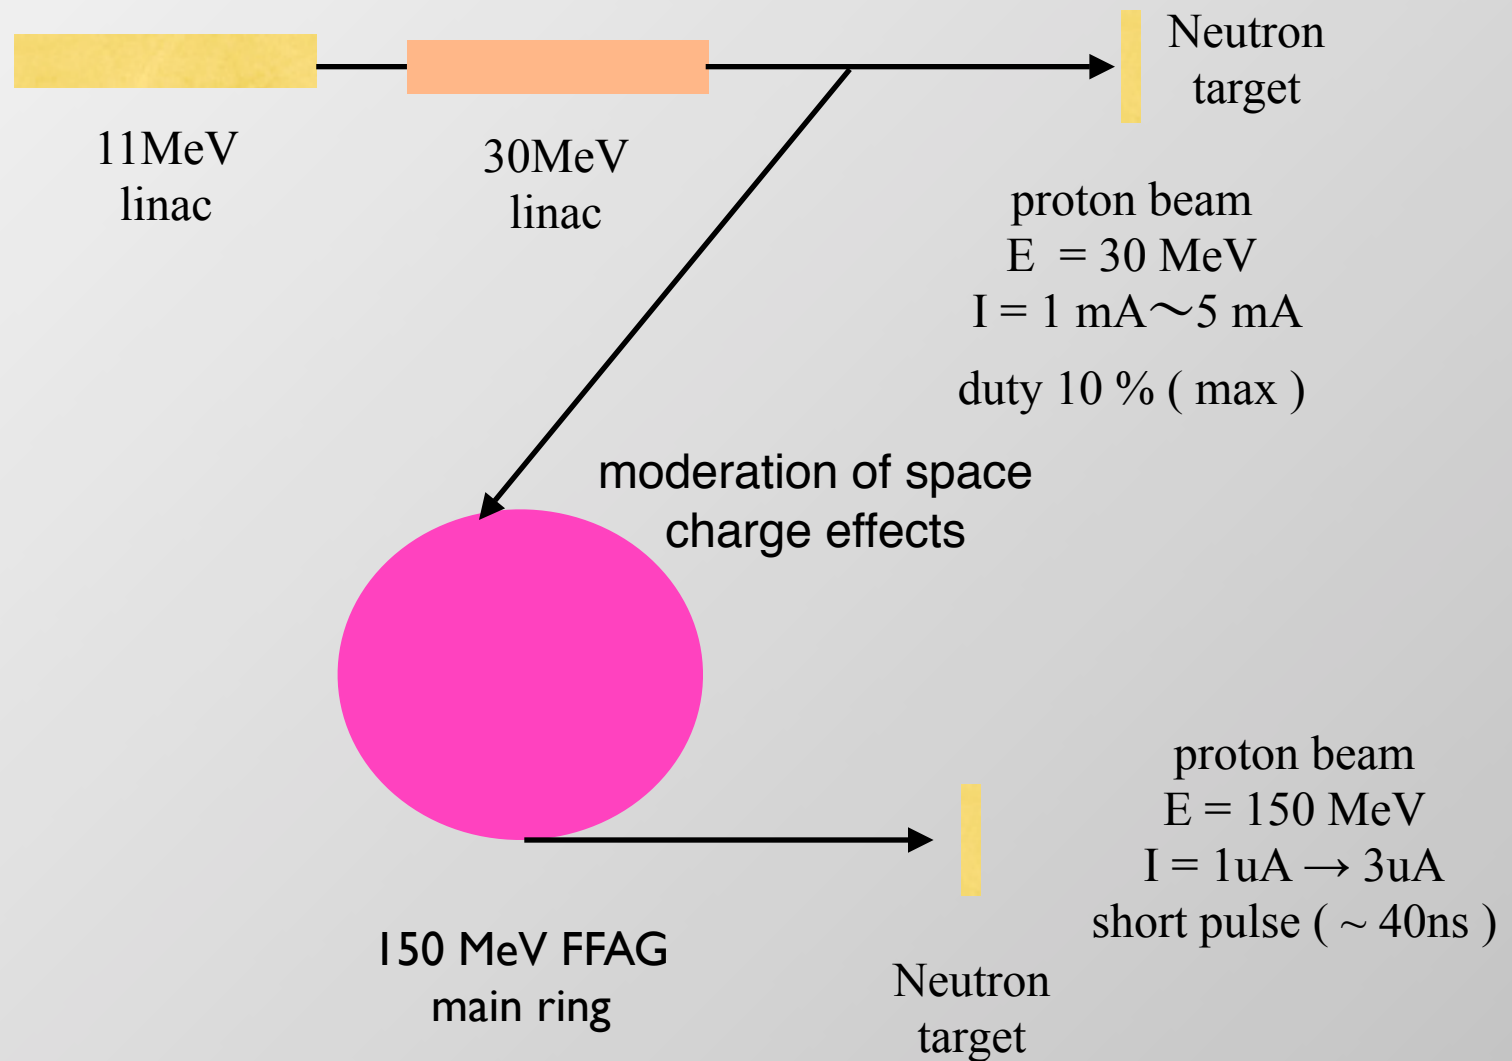 Neutron
target
11MeV
linac
30MeV
linac
proton beam
E = 30 MeV
I = 1 mA〜5 mA
duty 10 % ( max )
moderation of space
charge effects
proton beam
E = 150 MeV
I = 1uA → 3uA
short pulse ( ~ 40ns )
150 MeV FFAG
main ring
Neutron
target